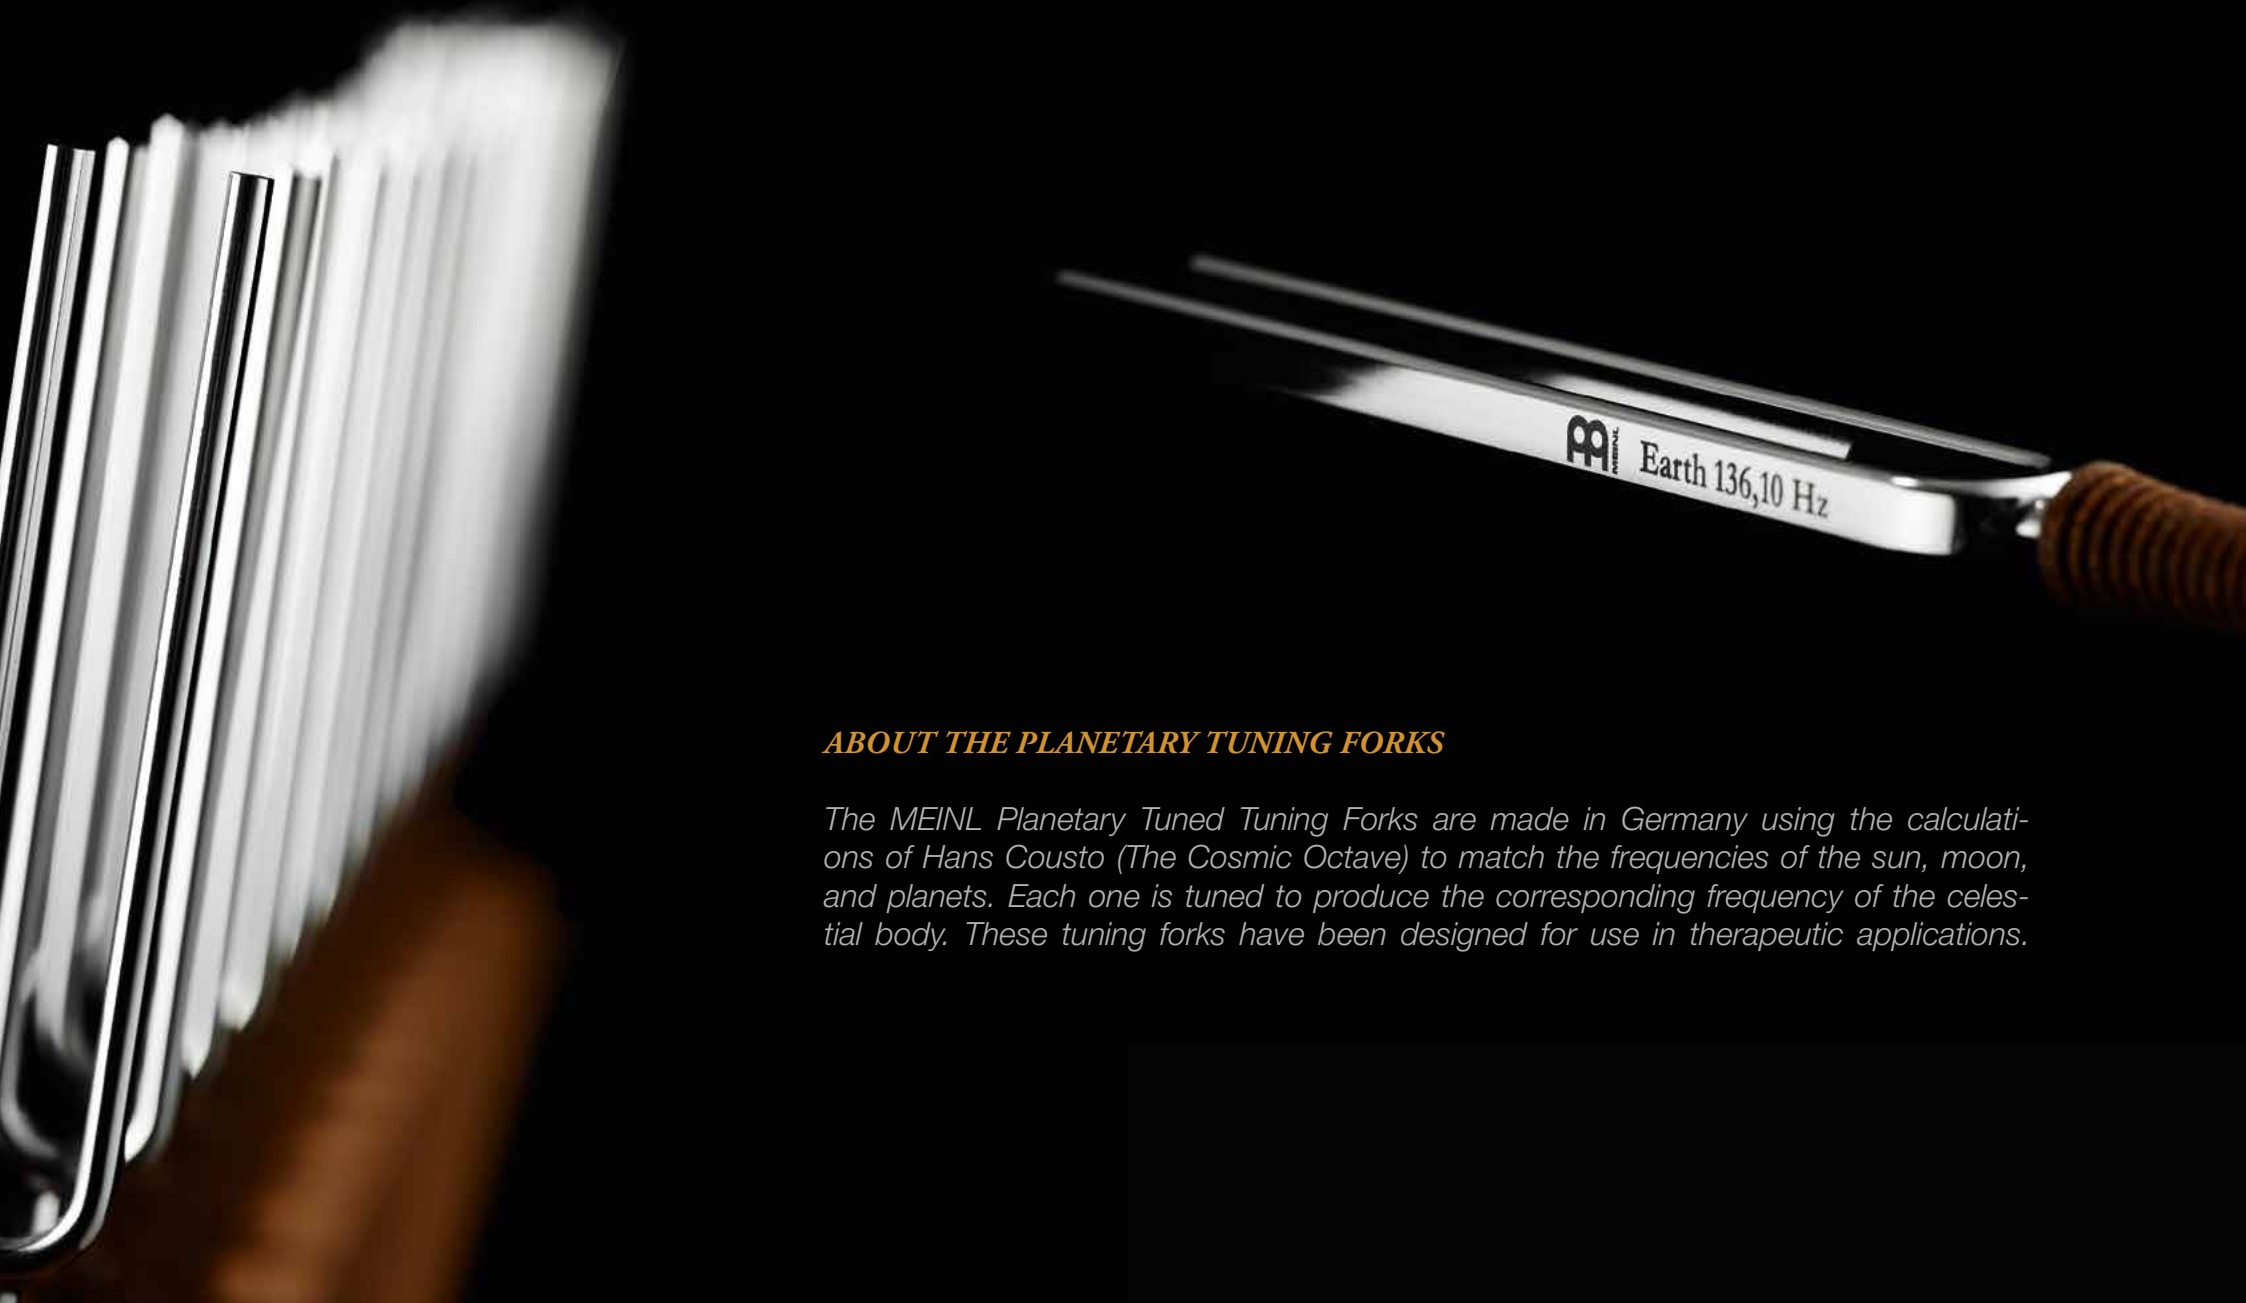 MEINL
Earth 136,10 Hz
ABOUT THE PLANETARY TUNING FORKS
The MEINL Planetary Tuned Tuning Forks are made in Germany using the calculati-
ons of Hans Cousto (The Cosmic Octave) to match the frequencies of the sun, moon,
and planets. Each one is tuned to produce the corresponding frequency of the celes-
tial body. These tuning forks have been designed for use in therapeutic applications.